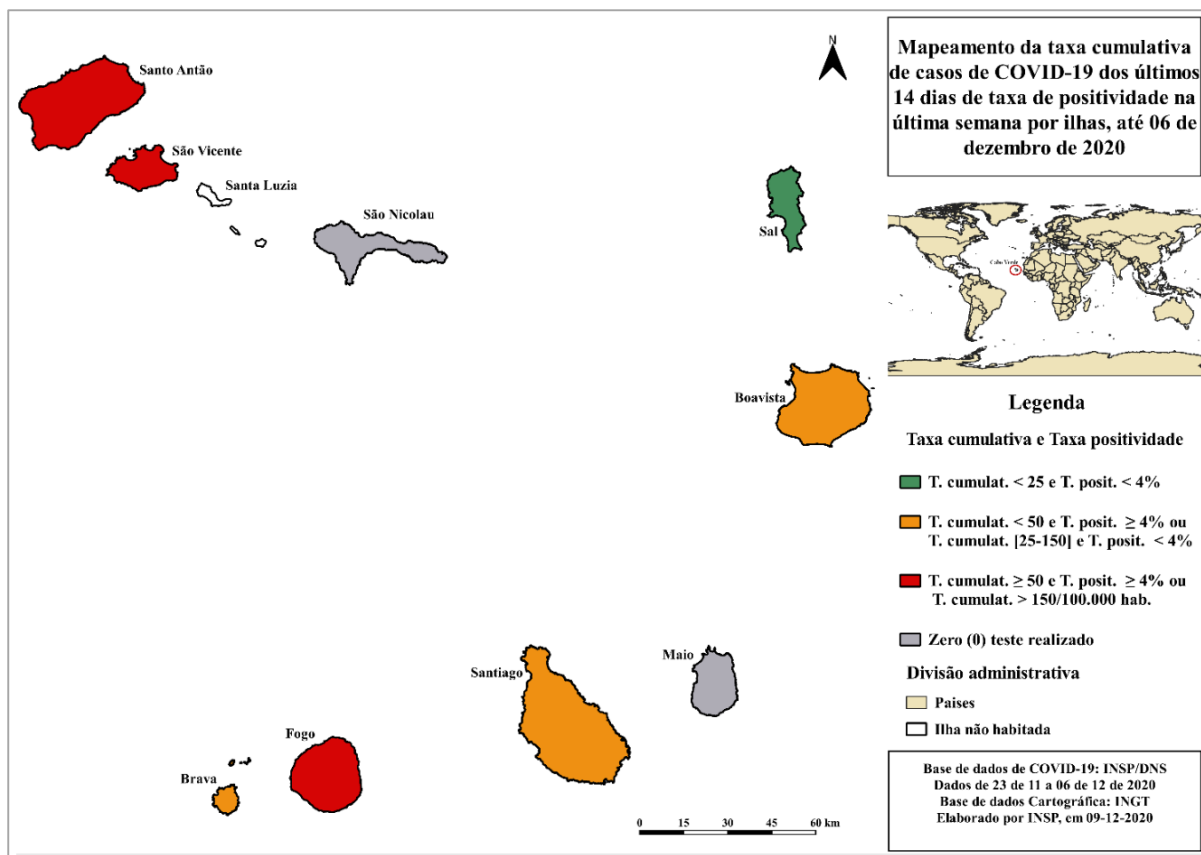 Mapeamento da taxa cumulativa
de casos de COVID-19 dos últimos
14 dias de taxa de positividade na
última semana por ilhas, até 06 de
dezembro de 2020
N
Santo Antão
São Vicente
Santa Luzia
São Nicolau
Sal
Boavista
Santiago
Maio
Fogo
Brava
Cabo Verde
Legenda
Taxa cumulativa e Taxa positividade
T. cumulat. < 25 e T. posit. < 4%
T. cumulat. < 50 e T. posit. ≥ 4% ou
T. cumulat. [25-150] e T. posit. < 4%
T. cumulat. ≥ 50 e T. posit. ≥ 4% ou
T. cumulat. > 150/100.000 hab.
Zero (0) teste realizado
Divisão administrativa
Paises
Ilha não habitada
0 15 30 45 60 km
Base de dados de COVID-19: INSP/DNS
Dados de 23 de 11 a 06 de 12 de 2020
Base de dados Cartográfica: INGT
Elaborado por INSP, em 09-12-2020